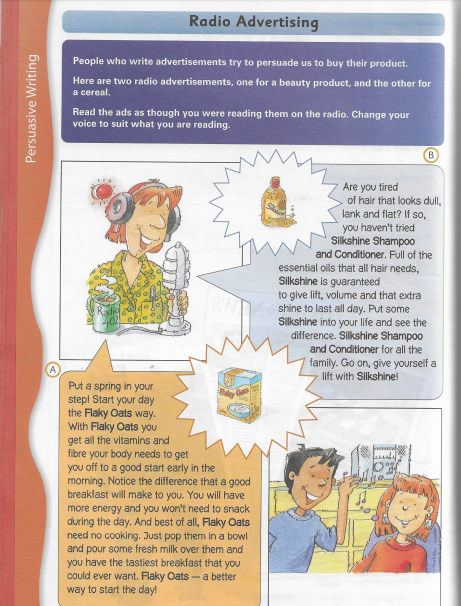 Radio Advertising
Persuasive Writing
People who write advertisements try to persuade us to buy their product.
Here are two radio advertisements, one for a beauty product, and the other for
a cereal.
Read the ads as though you were reading them on the radio. Change your
voice to suit what you are reading.
B
Are you tired
of hair that looks dull,
lank and flat? If so,
you haven't tried
Silkshine Shampoo
and Conditioner. Full of the
essential oils that all hair needs,
Silkshine is guaranteed
to give lift, volume and that extra
shine to last all day. Put some
Silkshine into your life and see the
difference. Silkshine Shampoo
and Conditioner for all the
family. Go on, give yourself a
lift with Silkshine!
Radio
A
Put a spring in your
step! Start your day
the Flaky Oats way.
With Flaky Oats you
get all the vitamins and
fibre your body needs to get
you off to a good start early in the
morning. Notice the difference that a good
breakfast will make to you. You will have
more energy and you won't need to snack
during the day. And best of all, Flaky Oats
need no cooking. Just pop them in a bowl
and pour some fresh milk over them and
you have the tastiest breakfast that you
could ever want. Flaky Oats — a better
way to start the day!
Flaky Oats